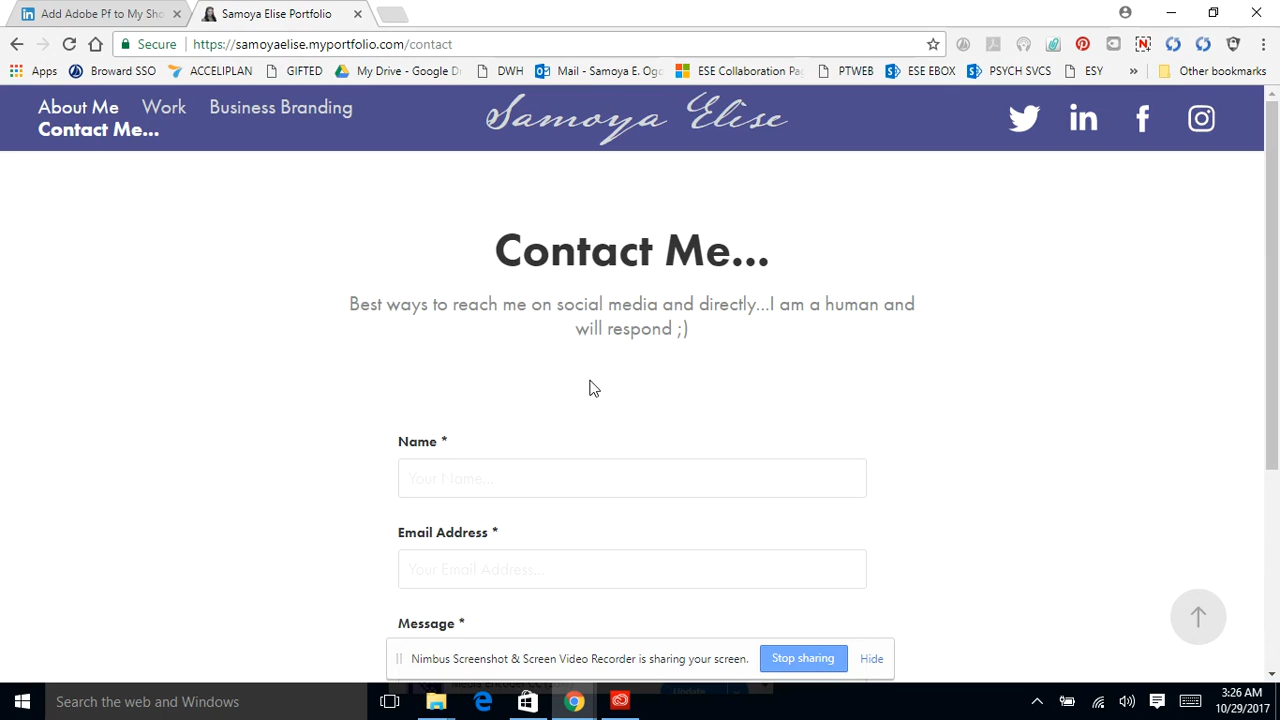 Add Adobe Pf to My Sho
Samoya Elise Portfolio
Secure
https://samoyaelise.myportfolio.com/contact
Apps
Broward SSO
ACCELIPLAN
GIFTED
My Drive - Google Dr
DWH
Mail - Samoya E. Ogo
ESE Collaboration Pag
PTWEB
ESE EBOX
PSYCH SVCS
ESY
»
Other bookmarks
About Me
Work
Business Branding
Contact Me...
Samoya Elise
Contact Me...
Best ways to reach me on social media and directly...I am a human and
will respond ;)
Name *
Your Name...
Email Address *
Your Email Address...
Message *
Nimbus Screenshot & Screen Video Recorder is sharing your screen.
Stop sharing
Hide
Update
Search the web and Windows
3:26 AM
10/29/2017